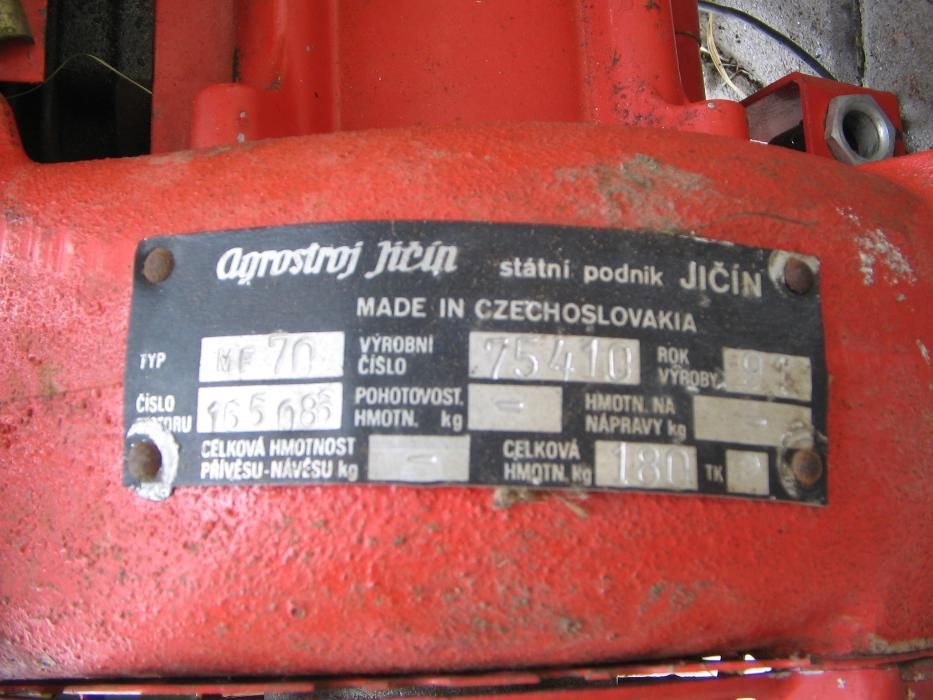 Agrostroj Jičín státní podnik JIČÍN
MADE IN CZECHOSLOVAKIA
TYP MF 70 VÝROBNÍ ČÍSLO 75410 ROK VÝROBY 91
ČÍSLO POHOTOVOST. HMOTN. kg - HMOTN. NA NÁPRAVY kg -
CELKOVÁ HMOTNOST PŘÍVĚSU-NÁVĚSU kg - CELKOVÁ HMOTN. kg 180 TK